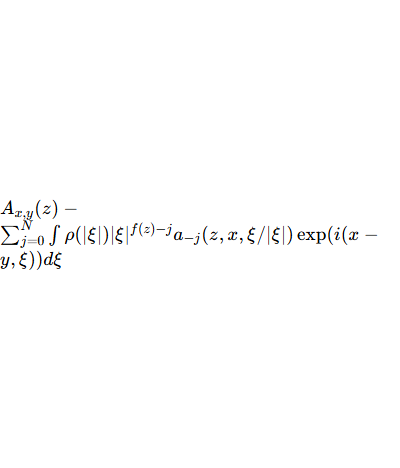 $A_{x,y}(z) -$
$\sum_{j=0}^{N} \int \rho(|\xi|)|\xi|^{f(z)-j} a_{-j}(z, x, \xi/|\xi|) \exp(i(x -$
$y, \xi)) d\xi$